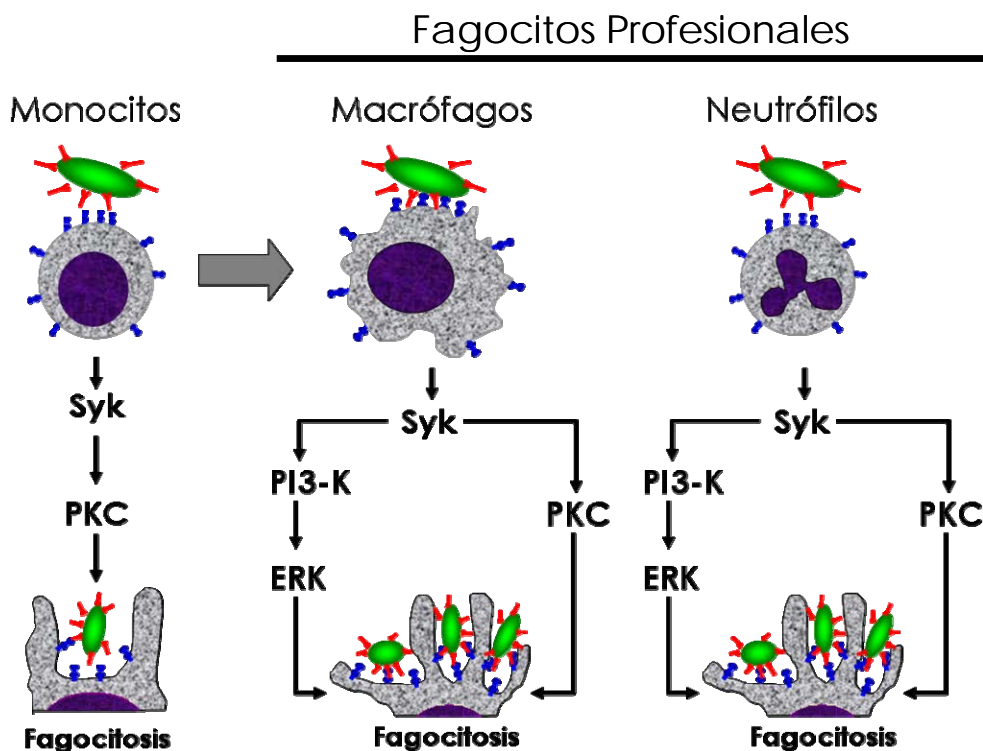 Fagocitos Profesionales
Monocitos
Macrófagos
Neutrófilos
Syk
PKC
Fagocitosis
Syk
PI3-K
PKC
ERK
Fagocitosis
Syk
PI3-K
PKC
ERK
Fagocitosis